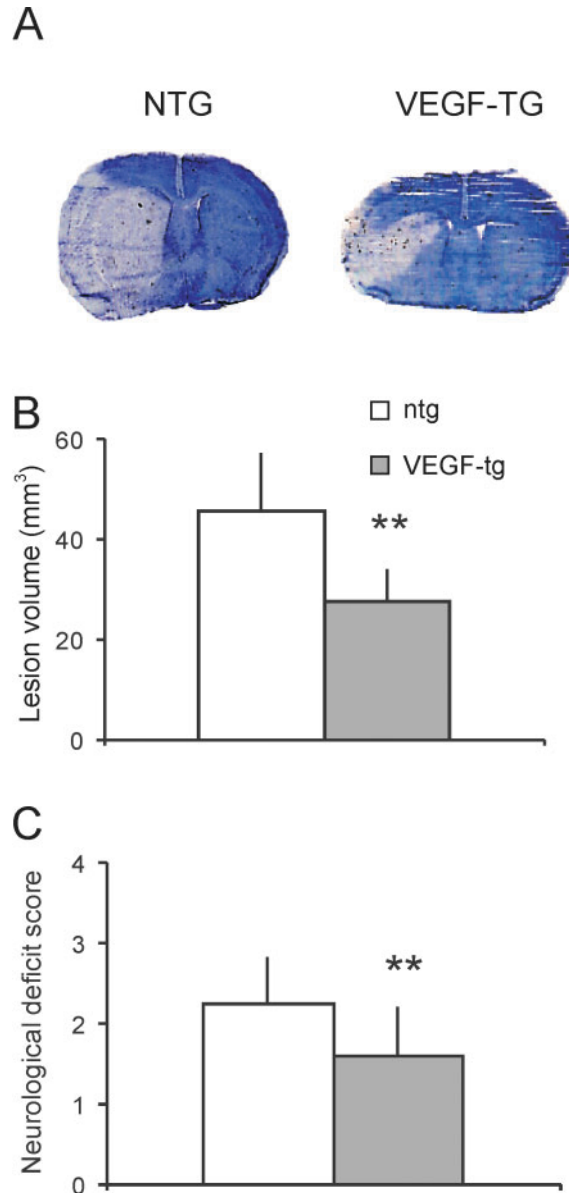 A
NTG VEGF-TG
B
ntg
VEGF-tg
Lesion volume (mm³)
60
40
20
0
**
C
Neurological deficit score
4
3
2
1
0
**